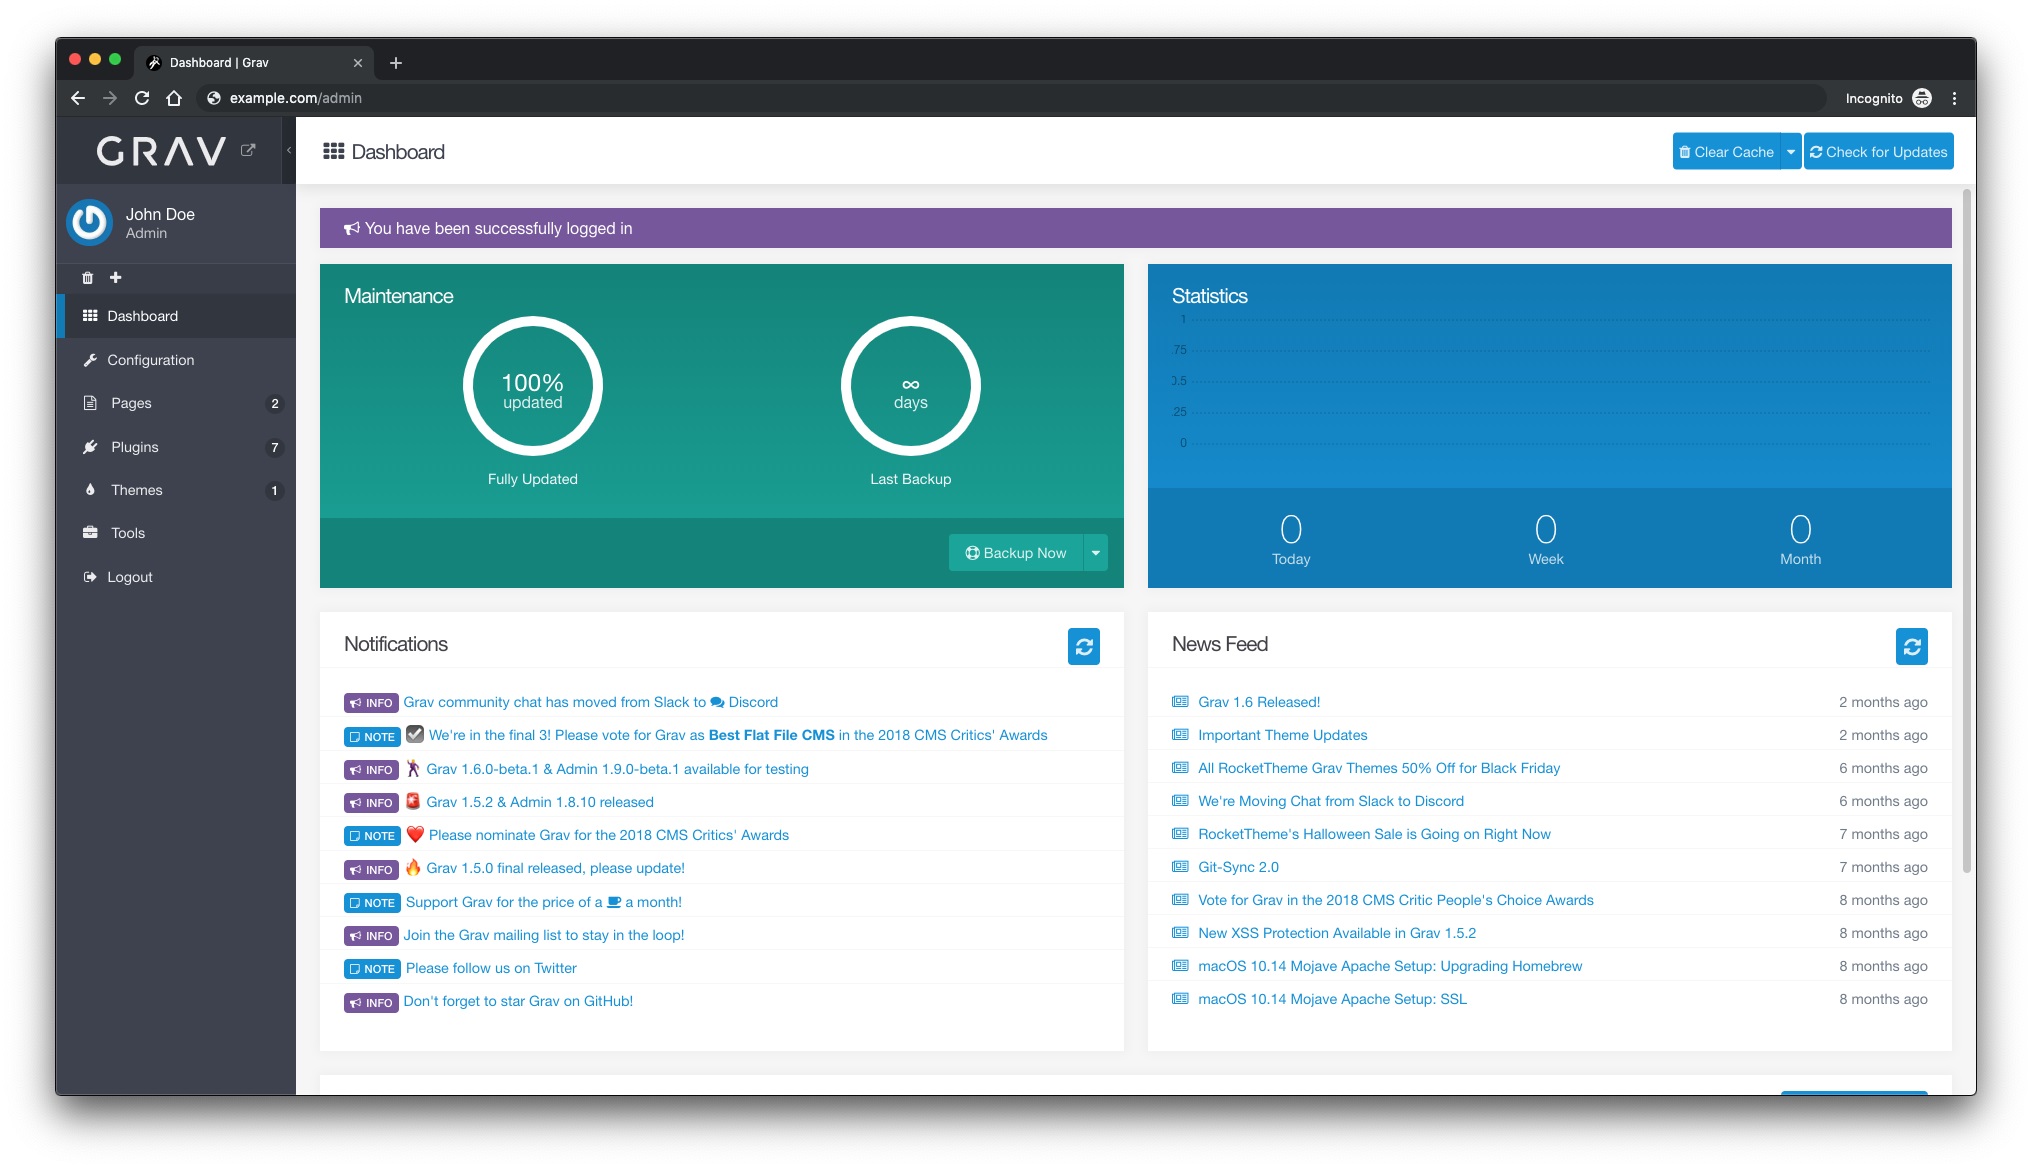 Dashboard | Grav
example.com/admin
Incognito
GRAV
Dashboard
Clear Cache
Check for Updates
John Doe
Admin
Dashboard
Configuration
Pages 2
Plugins 7
Themes 1
Tools
Logout
You have been successfully logged in
Maintenance
100%
updated
Fully Updated
∞
days
Last Backup
Backup Now
Statistics
1
.75
0.5
.25
0
0
Today
0
Week
0
Month
Notifications
INFO Grav community chat has moved from Slack to Discord
NOTE We're in the final 3! Please vote for Grav as Best Flat File CMS in the 2018 CMS Critics' Awards
INFO Grav 1.6.0-beta.1 & Admin 1.9.0-beta.1 available for testing
INFO Grav 1.5.2 & Admin 1.8.10 released
NOTE Please nominate Grav for the 2018 CMS Critics' Awards
INFO Grav 1.5.0 final released, please update!
NOTE Support Grav for the price of a a month!
INFO Join the Grav mailing list to stay in the loop!
NOTE Please follow us on Twitter
INFO Don't forget to star Grav on GitHub!
News Feed
Grav 1.6 Released! 2 months ago
Important Theme Updates 2 months ago
All RocketTheme Grav Themes 50% Off for Black Friday 6 months ago
We're Moving Chat from Slack to Discord 6 months ago
RocketTheme's Halloween Sale is Going on Right Now 7 months ago
Git-Sync 2.0 7 months ago
Vote for Grav in the 2018 CMS Critic People's Choice Awards 8 months ago
New XSS Protection Available in Grav 1.5.2 8 months ago
macOS 10.14 Mojave Apache Setup: Upgrading Homebrew 8 months ago
macOS 10.14 Mojave Apache Setup: SSL 8 months ago